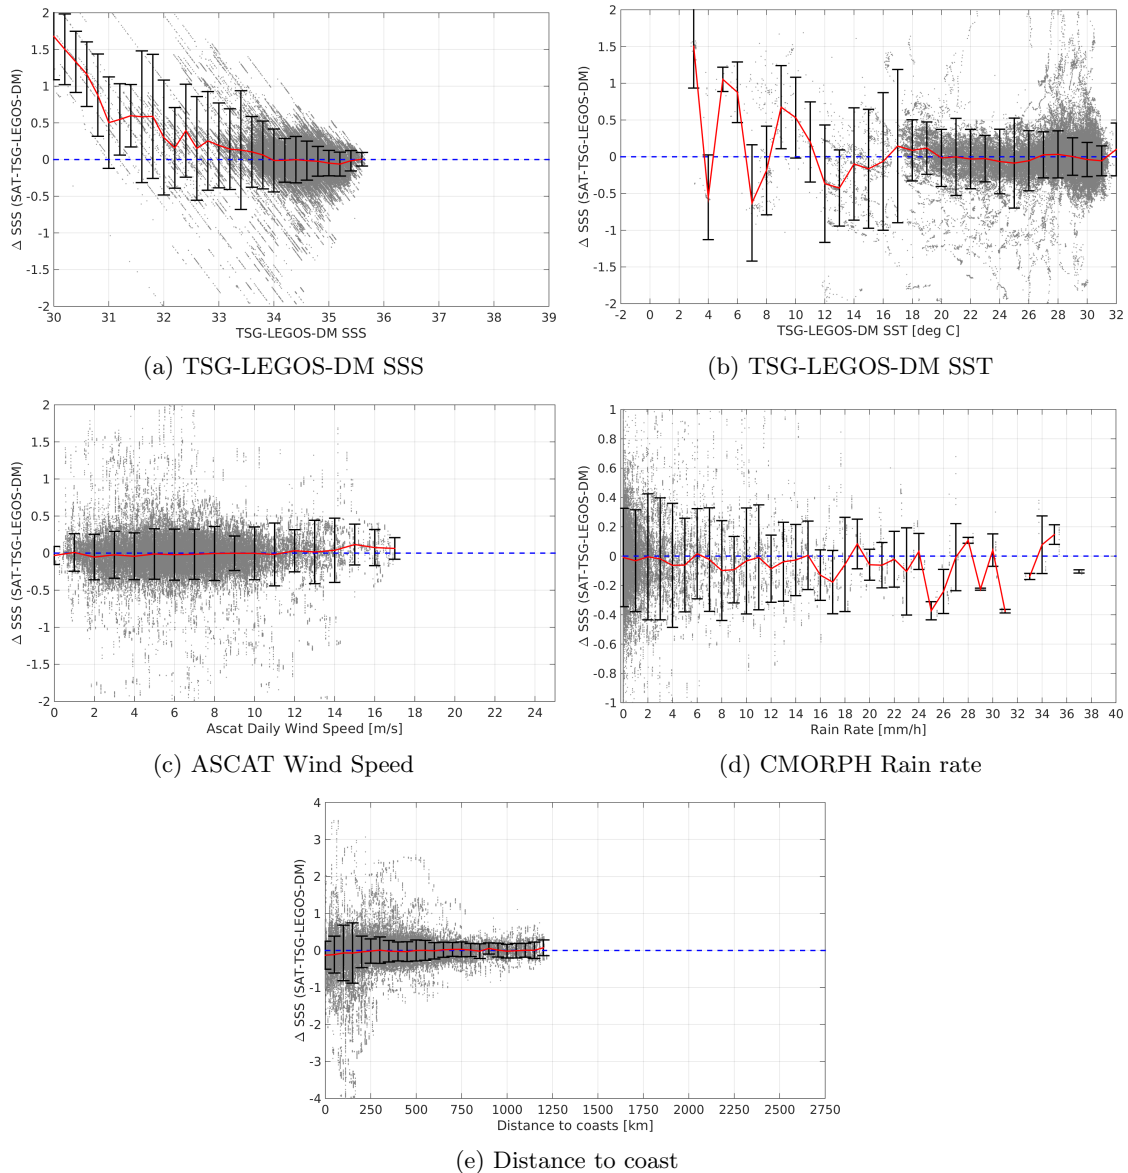 2
1.5
1
0.5
0
-0.5
-1
-1.5
-2
Δ SSS (SAT-TSG-LEGOS-DM)
30 31 32 33 34 35 36 37 38 39
TSG-LEGOS-DM SSS
(a) TSG-LEGOS-DM SSS
2
1.5
1
0.5
0
-0.5
-1
-1.5
-2
Δ SSS (SAT-TSG-LEGOS-DM)
-2 0 2 4 6 8 10 12 14 16 18 20 22 24 26 28 30 32
TSG-LEGOS-DM SST [deg C]
(b) TSG-LEGOS-DM SST
2
1.5
1
0.5
0
-0.5
-1
-1.5
-2
Δ SSS (SAT-TSG-LEGOS-DM)
0 2 4 6 8 10 12 14 16 18 20 22 24
Ascat Daily Wind Speed [m/s]
(c) ASCAT Wind Speed
1
0.8
0.6
0.4
0.2
0
-0.2
-0.4
-0.6
-0.8
-1
Δ SSS (SAT-TSG-LEGOS-DM)
0 2 4 6 8 10 12 14 16 18 20 22 24 26 28 30 32 34 36 38 40
Rain Rate [mm/h]
(d) CMORPH Rain rate
4
3
2
1
0
-1
-2
-3
-4
Δ SSS (SAT-TSG-LEGOS-DM)
0 250 500 750 1000 1250 1500 1750 2000 2250 2500 2750
Distance to coasts [km]
(e) Distance to coast